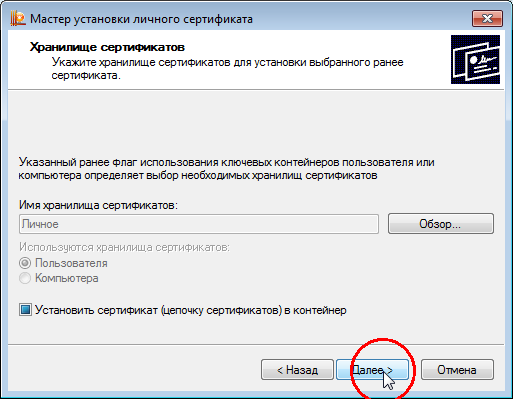 Мастер установки личного сертификата
Хранилище сертификатов
Укажите хранилище сертификатов для установки выбранного ранее
сертификата.
Указанный ранее флаг использования ключевых контейнеров пользователя или
компьютера определяет выбор необходимых хранилищ сертификатов
Имя хранилища сертификатов:
Личное
Обзор...
Используются хранилища сертификатов:
Пользователя
Компьютера
Установить сертификат (цепочку сертификатов) в контейнер
< Назад
Далее >
Отмена